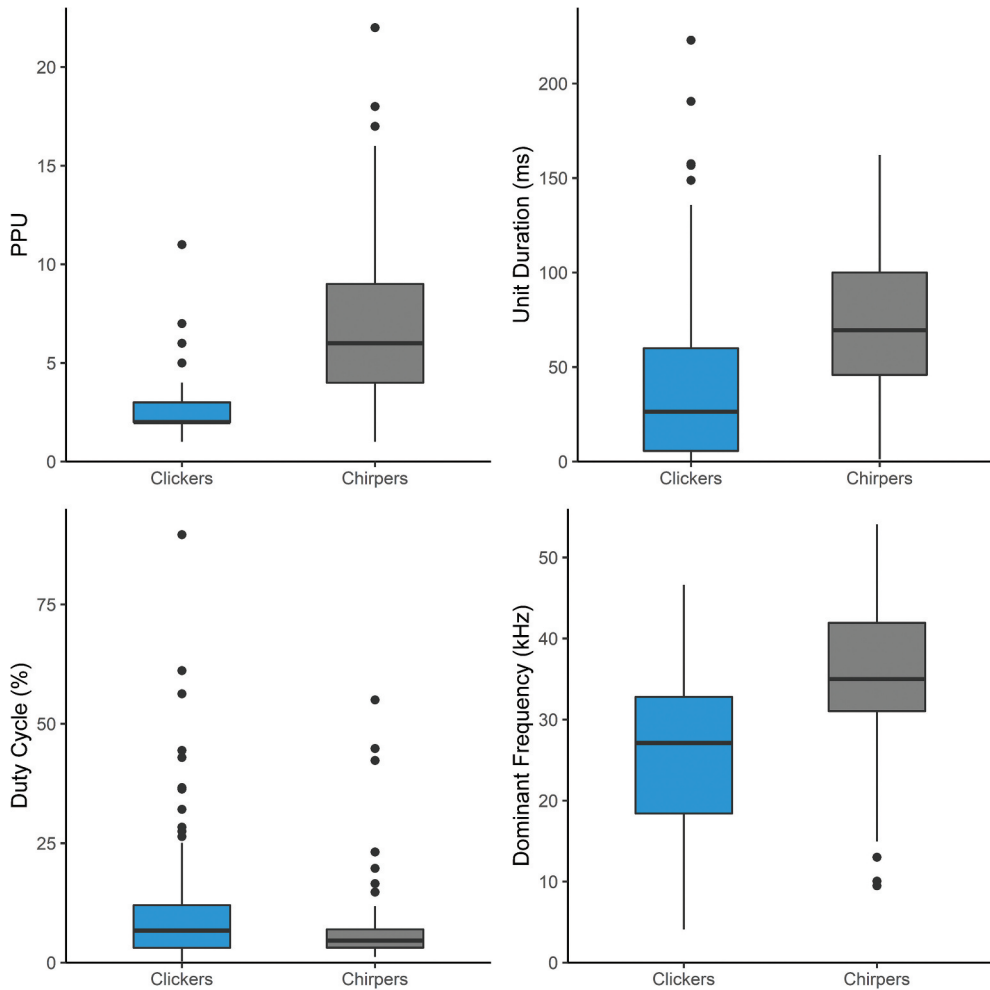 PPU
20
15
10
5
0
Clickers
Chirpers
Unit Duration (ms)
200
150
100
50
0
Clickers
Chirpers
Duty Cycle (%)
75
50
25
0
Clickers
Chirpers
Dominant Frequency (kHz)
50
40
30
20
10
0
Clickers
Chirpers